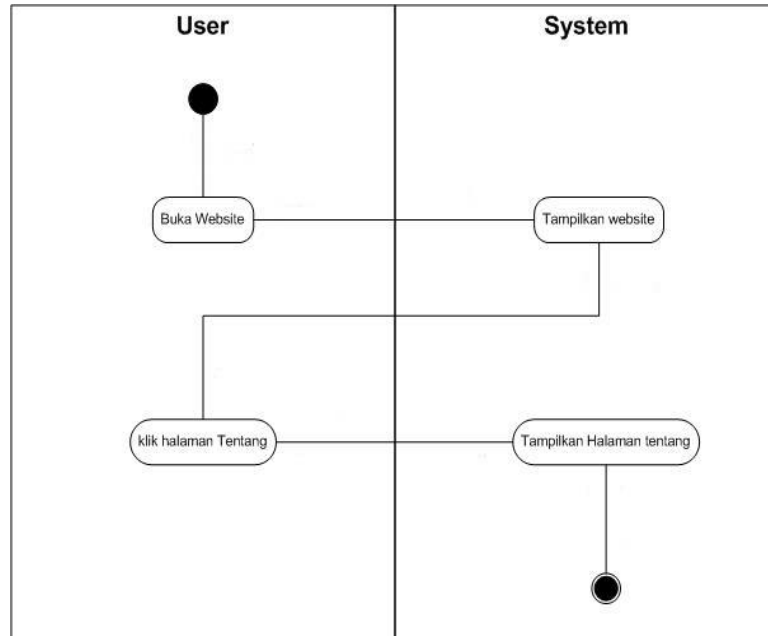 User
System
Buka Website
Tampilkan website
klik halaman Tentang
Tampilkan Halaman tentang